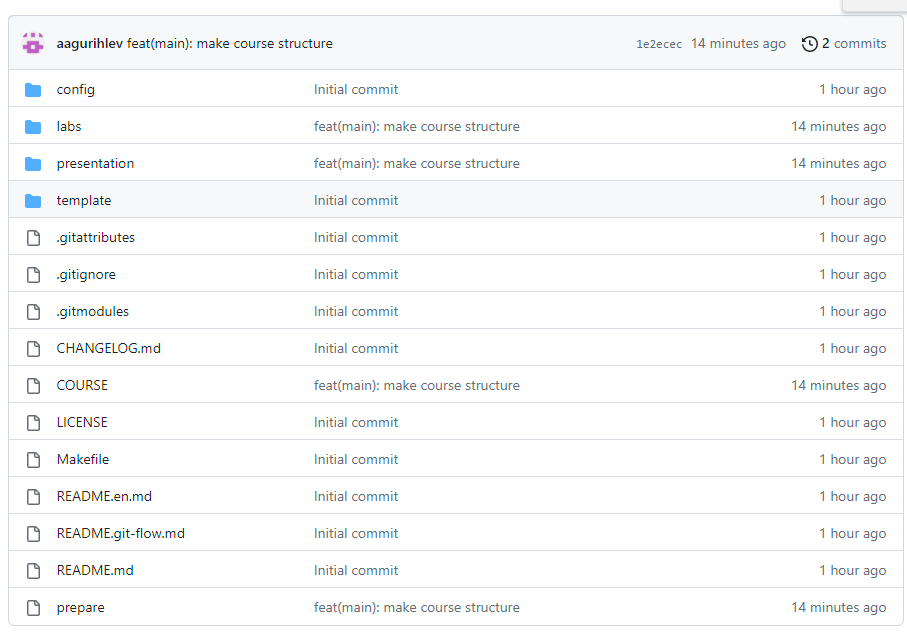 aagurihlev feat(main): make course structure 1e2ecec 14 minutes ago 2 commits
config Initial commit 1 hour ago
labs feat(main): make course structure 14 minutes ago
presentation feat(main): make course structure 14 minutes ago
template Initial commit 1 hour ago
.gitattributes Initial commit 1 hour ago
.gitignore Initial commit 1 hour ago
.gitmodules Initial commit 1 hour ago
CHANGELOG.md Initial commit 1 hour ago
COURSE feat(main): make course structure 14 minutes ago
LICENSE Initial commit 1 hour ago
Makefile Initial commit 1 hour ago
README.en.md Initial commit 1 hour ago
README.git-flow.md Initial commit 1 hour ago
README.md Initial commit 1 hour ago
prepare feat(main): make course structure 14 minutes ago